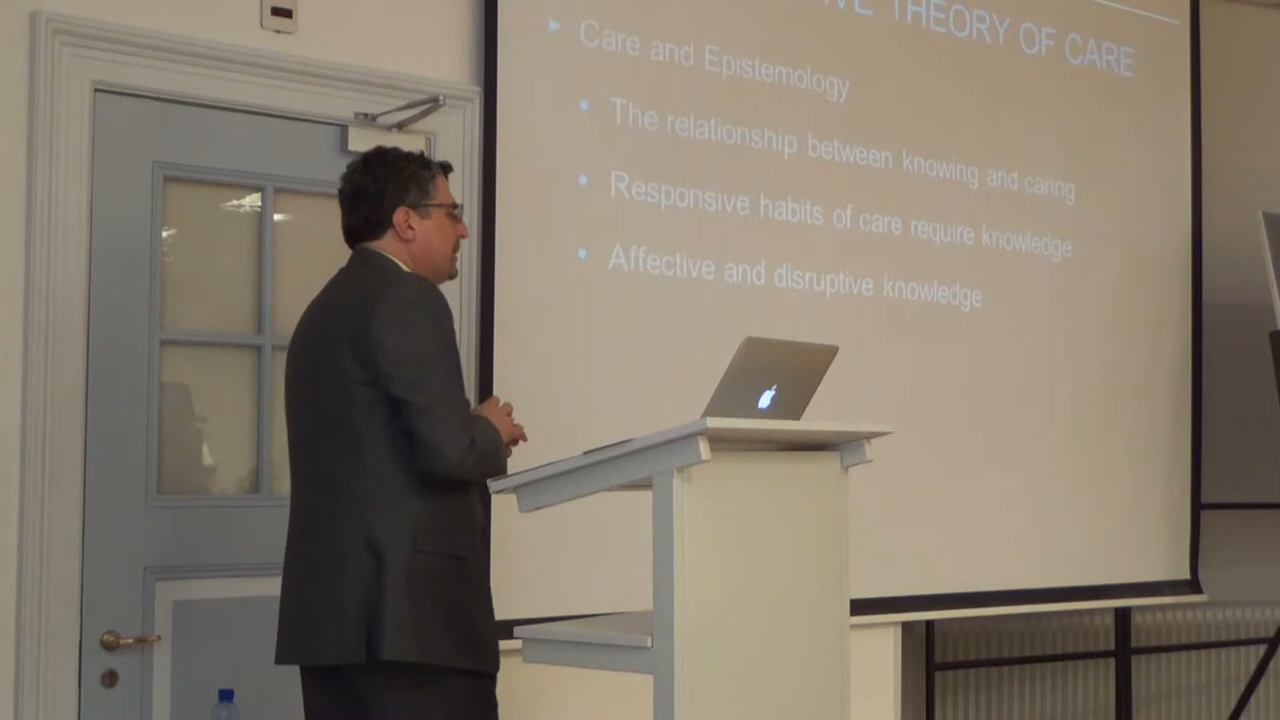 THEORY OF CARE
Care and Epistemology
The relationship between knowing and caring
Responsive habits of care require knowledge
Affective and disruptive knowledge